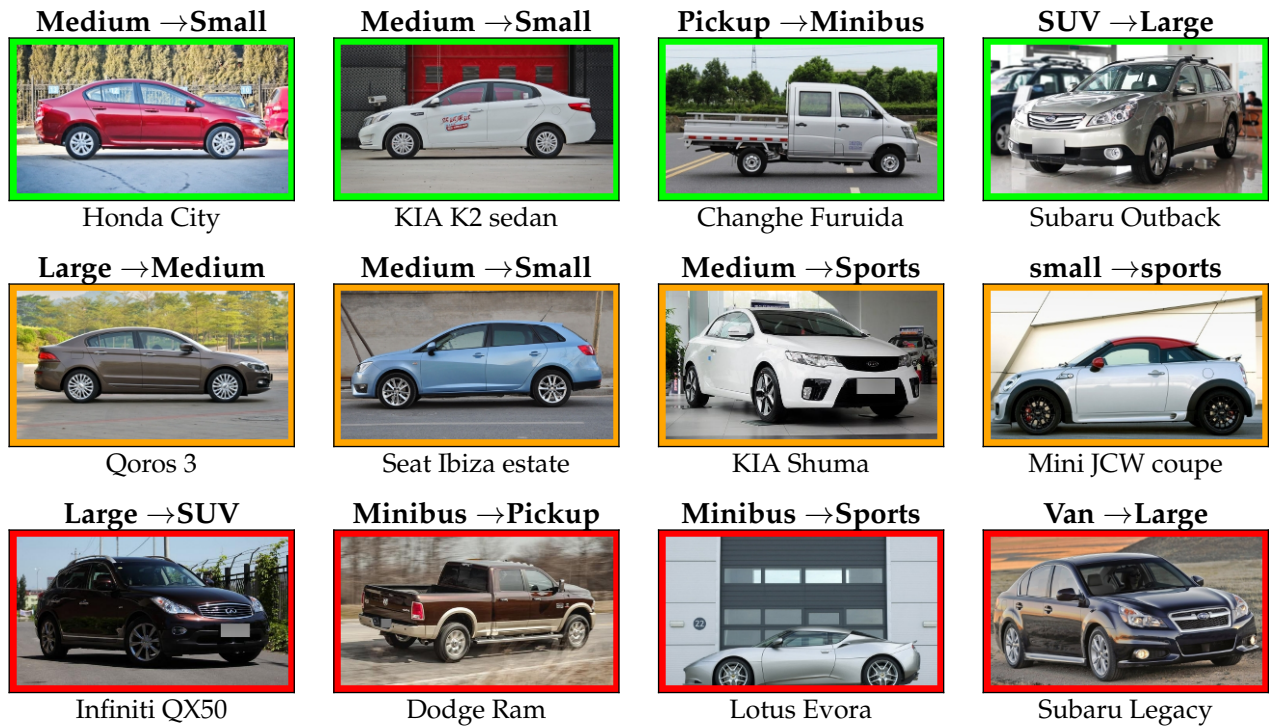 Medium →Small
Medium →Small
Pickup →Minibus
SUV →Large
Honda City
KIA K2 sedan
Changhe Furuida
Subaru Outback
Large →Medium
Medium →Small
Medium →Sports
small →sports
Qoros 3
Seat Ibiza estate
KIA Shuma
Mini JCW coupe
Large →SUV
Minibus →Pickup
Minibus →Sports
Van →Large
22
Infiniti QX50
Dodge Ram
Lotus Evora
Subaru Legacy